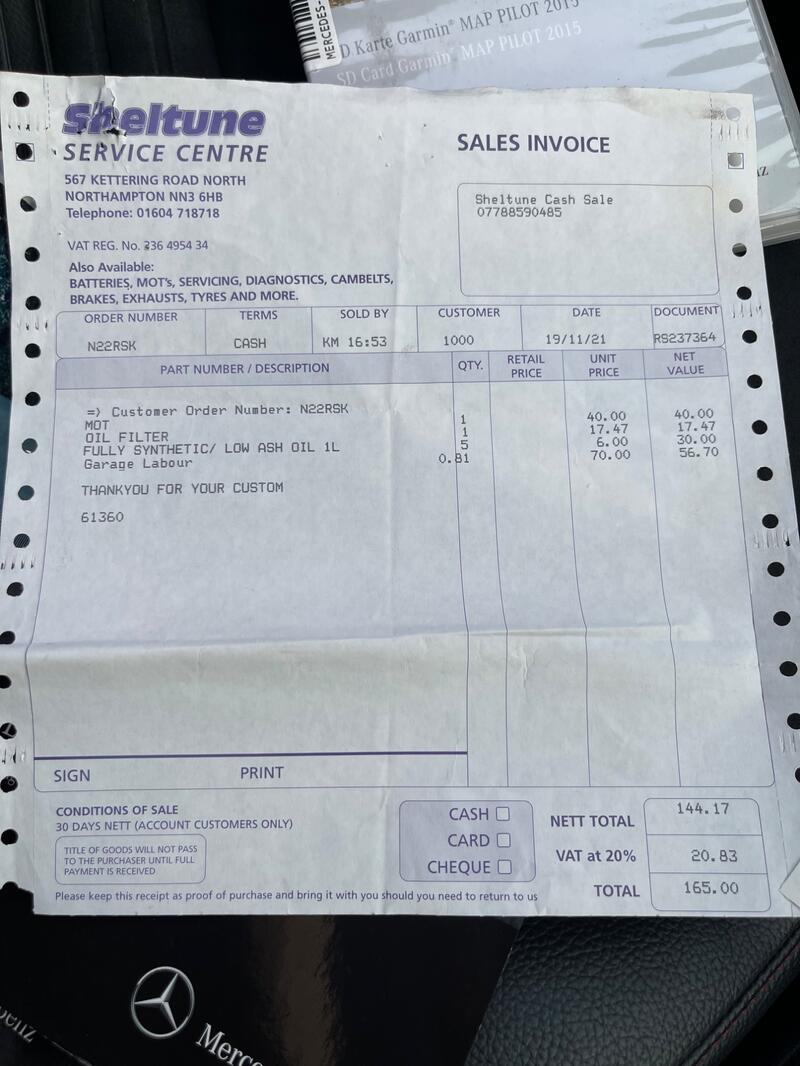 MERCEDES-
D Karte Garmin® MAP PILOT 2015
SD Card Garmin® MAP PILOT 2015
Sheltune
SERVICE CENTRE
567 KETTERING ROAD NORTH
NORTHAMPTON NN3 6HB
Telephone: 01604 718718
VAT REG. No. 336 4954 34
Also Available:
BATTERIES, MOT's, SERVICING, DIAGNOSTICS, CAMBELTS,
BRAKES, EXHAUSTS, TYRES AND MORE.
SALES INVOICE
Sheltune Cash Sale
07788590485
ORDER NUMBER TERMS SOLD BY CUSTOMER DATE DOCUMENT
N22RSK CASH KM 16:53 1000 19/11/21 RS237364
PART NUMBER / DESCRIPTION QTY. RETAIL PRICE UNIT PRICE NET VALUE
=) Customer Order Number: N22RSK
MOT 1 40.00 40.00
OIL FILTER 1 17.47 17.47
FULLY SYNTHETIC/ LOW ASH OIL 1L 5 6.00 30.00
Garage Labour 0.81 70.00 56.70
THANKYOU FOR YOUR CUSTOM
61360
SIGN PRINT
CONDITIONS OF SALE
30 DAYS NETT (ACCOUNT CUSTOMERS ONLY)
TITLE OF GOODS WILL NOT PASS
TO THE PURCHASER UNTIL FULL
PAYMENT IS RECEIVED
Please keep this receipt as proof of purchase and bring it with you should you need to return to us
CASH
CARD
CHEQUE
NETT TOTAL 144.17
VAT at 20% 20.83
TOTAL 165.00
Merc